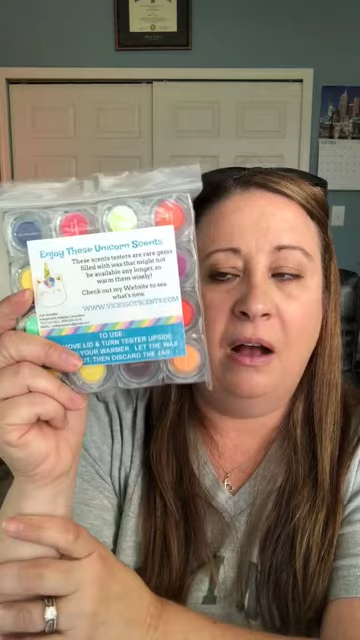 Enjoy These Unicorn Scents
These scents testers are rare gems
filled with wax that might not
be available any longer, so
warm them wisely!
Check out my Website to see
what's new.
TO USE
MOVE LID & TURN TESTER UPSIDE
YOUR WARMER. LET THE WAX
T, THEN DISCARD THE JAR.